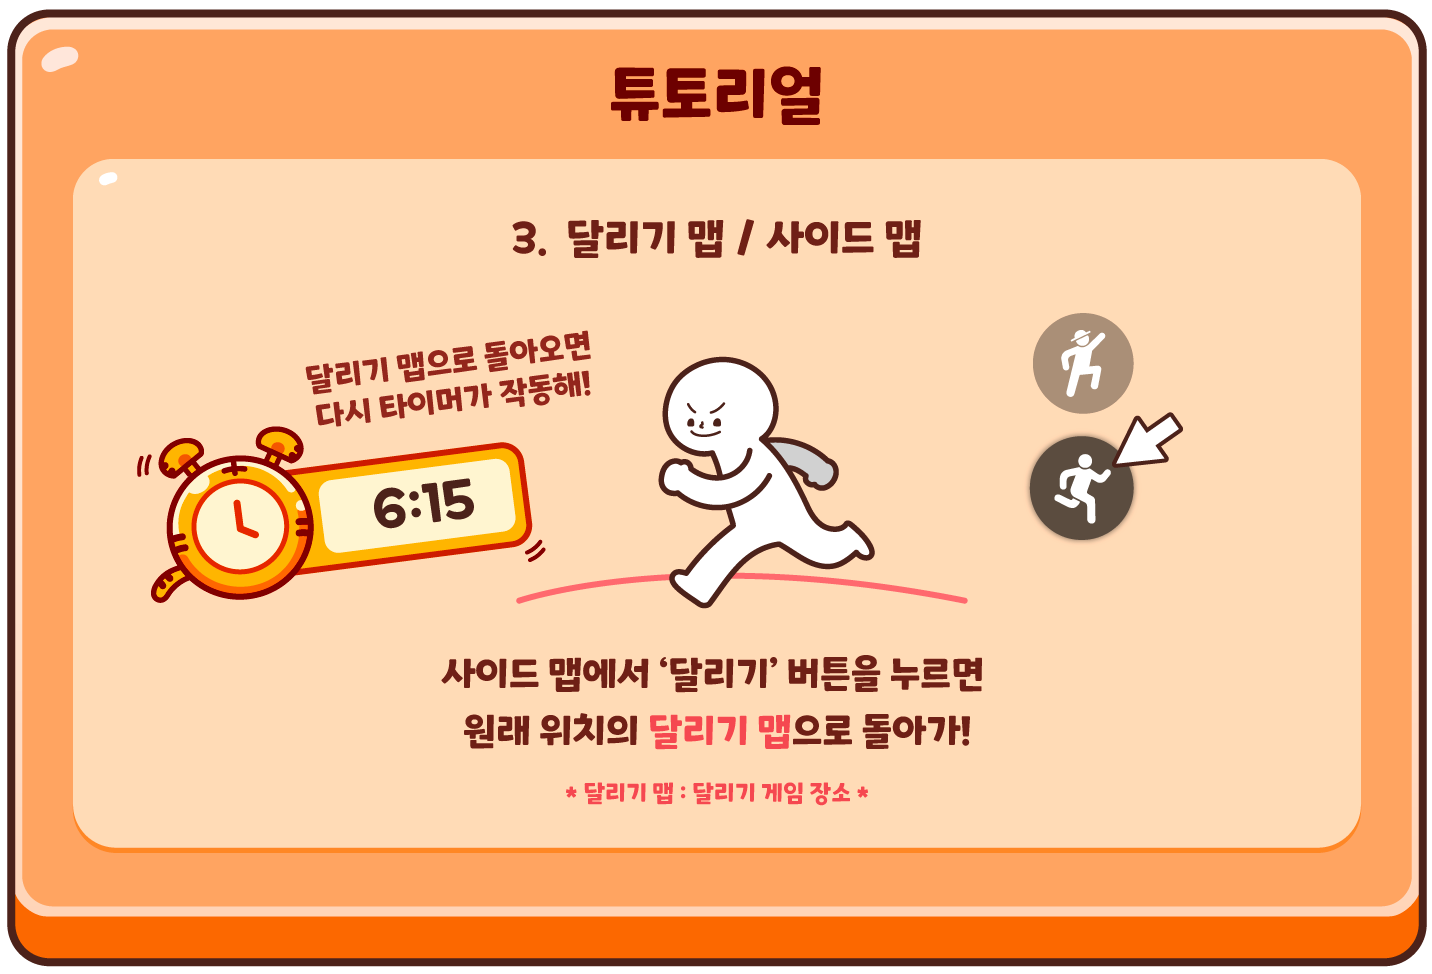 튜토리얼
3. 달리기 맵 / 사이드 맵
달리기 맵으로 돌아오면
다시 타이머가 작동해!
6:15
사이드 맵에서 ‘달리기’ 버튼을 누르면
원래 위치의 달리기 맵으로 돌아가!
* 달리기 맵 : 달리기 게임 장소 *